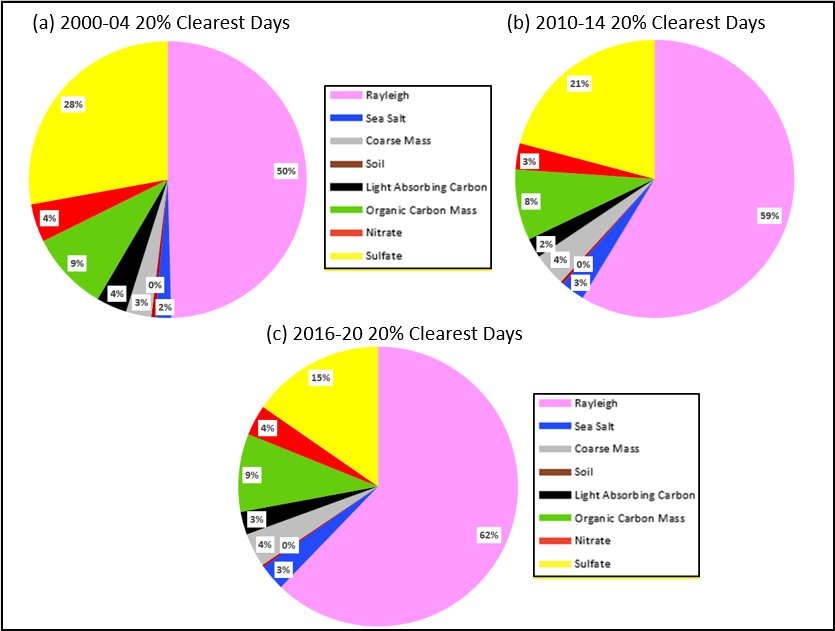 (a) 2000-04 20% Clearest Days
(b) 2010-14 20% Clearest Days
28%
50%
4%
9%
4%
3%
0%
2%
Rayleigh
Sea Salt
Coarse Mass
Soil
Light Absorbing Carbon
Organic Carbon Mass
Nitrate
Sulfate
21%
59%
3%
8%
2%
4%
0%
3%
(c) 2016-20 20% Clearest Days
15%
62%
4%
9%
3%
4%
0%
3%
Rayleigh
Sea Salt
Coarse Mass
Soil
Light Absorbing Carbon
Organic Carbon Mass
Nitrate
Sulfate